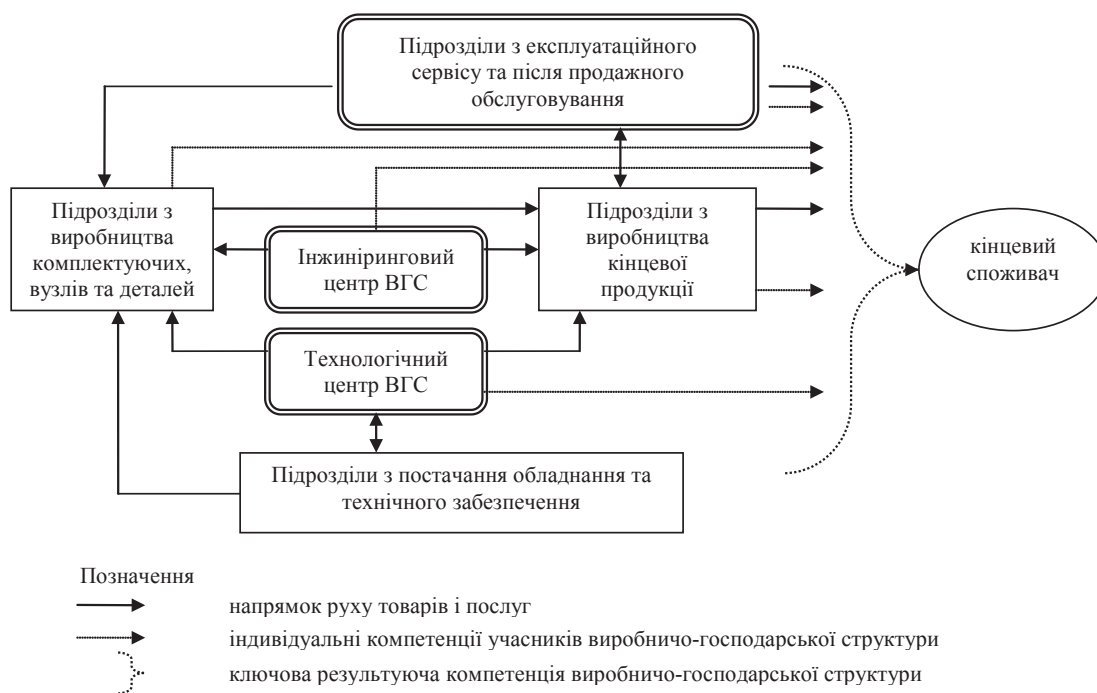 Підрозділи з експлуатаційного
сервісу та після продажного
обслуговування
Підрозділи з
виробництва
комплектуючих,
вузлів та деталей
Інжиніринговий
центр ВГС
Підрозділи з
виробництва
кінцевої
продукції
кінцевий
споживач
Технологічний
центр ВГС
Підрозділи з постачання обладнання та
технічного забезпечення
Позначення
напрямок руху товарів і послуг
індивідуальні компетенції учасників виробничо-господарської структури
ключова результуюча компетенція виробничо-господарської структури